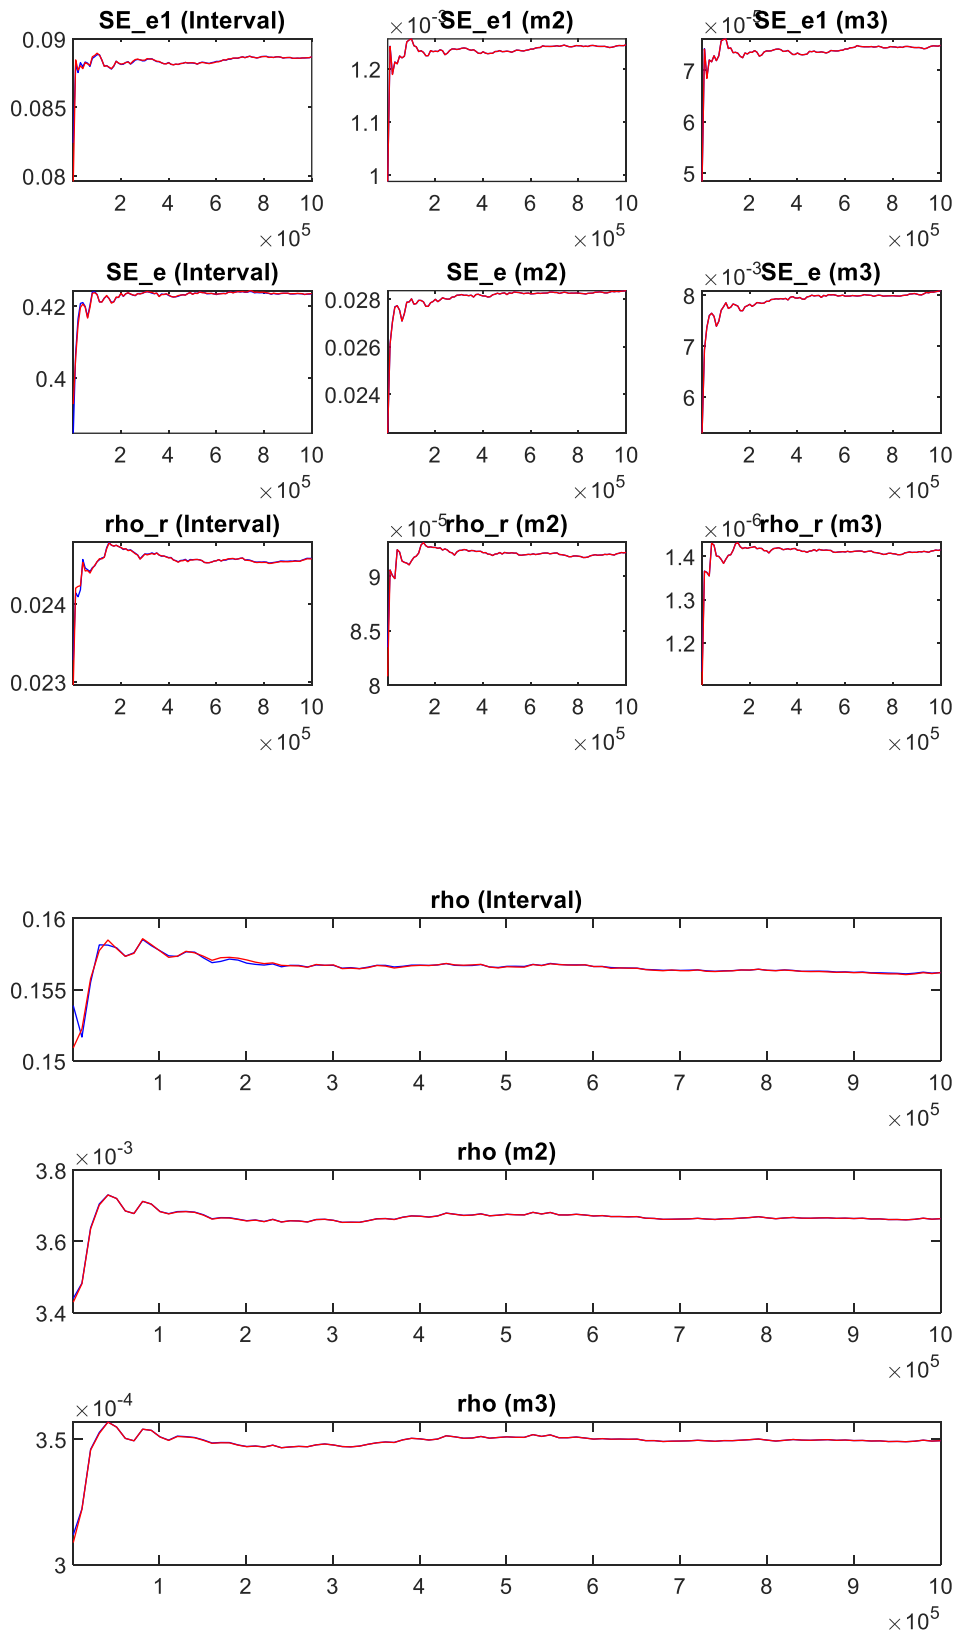 SE_e1 (Interval)
0.09
0.085
0.08
2 4 6 8 10
×10^5
SE_e1 (m2)
×10^-3
1.2
1.1
1
2 4 6 8 10
×10^5
SE_e1 (m3)
×10^-5
7
6
5
2 4 6 8 10
×10^5
SE_e (Interval)
0.42
0.4
2 4 6 8 10
×10^5
SE_e (m2)
0.028
0.026
0.024
2 4 6 8 10
×10^5
SE_e (m3)
×10^-3
8
7
6
2 4 6 8 10
×10^5
rho_r (Interval)
0.024
0.023
2 4 6 8 10
×10^5
rho_r (m2)
×10^-5
9
8.5
8
2 4 6 8 10
×10^5
rho_r (m3)
×10^-6
1.4
1.3
1.2
2 4 6 8 10
×10^5
rho (Interval)
0.16
0.155
0.15
1 2 3 4 5 6 7 8 9 10
×10^5
rho (m2)
×10^-3
3.8
3.6
3.4
1 2 3 4 5 6 7 8 9 10
×10^5
rho (m3)
×10^-4
3.5
3
1 2 3 4 5 6 7 8 9 10
×10^5